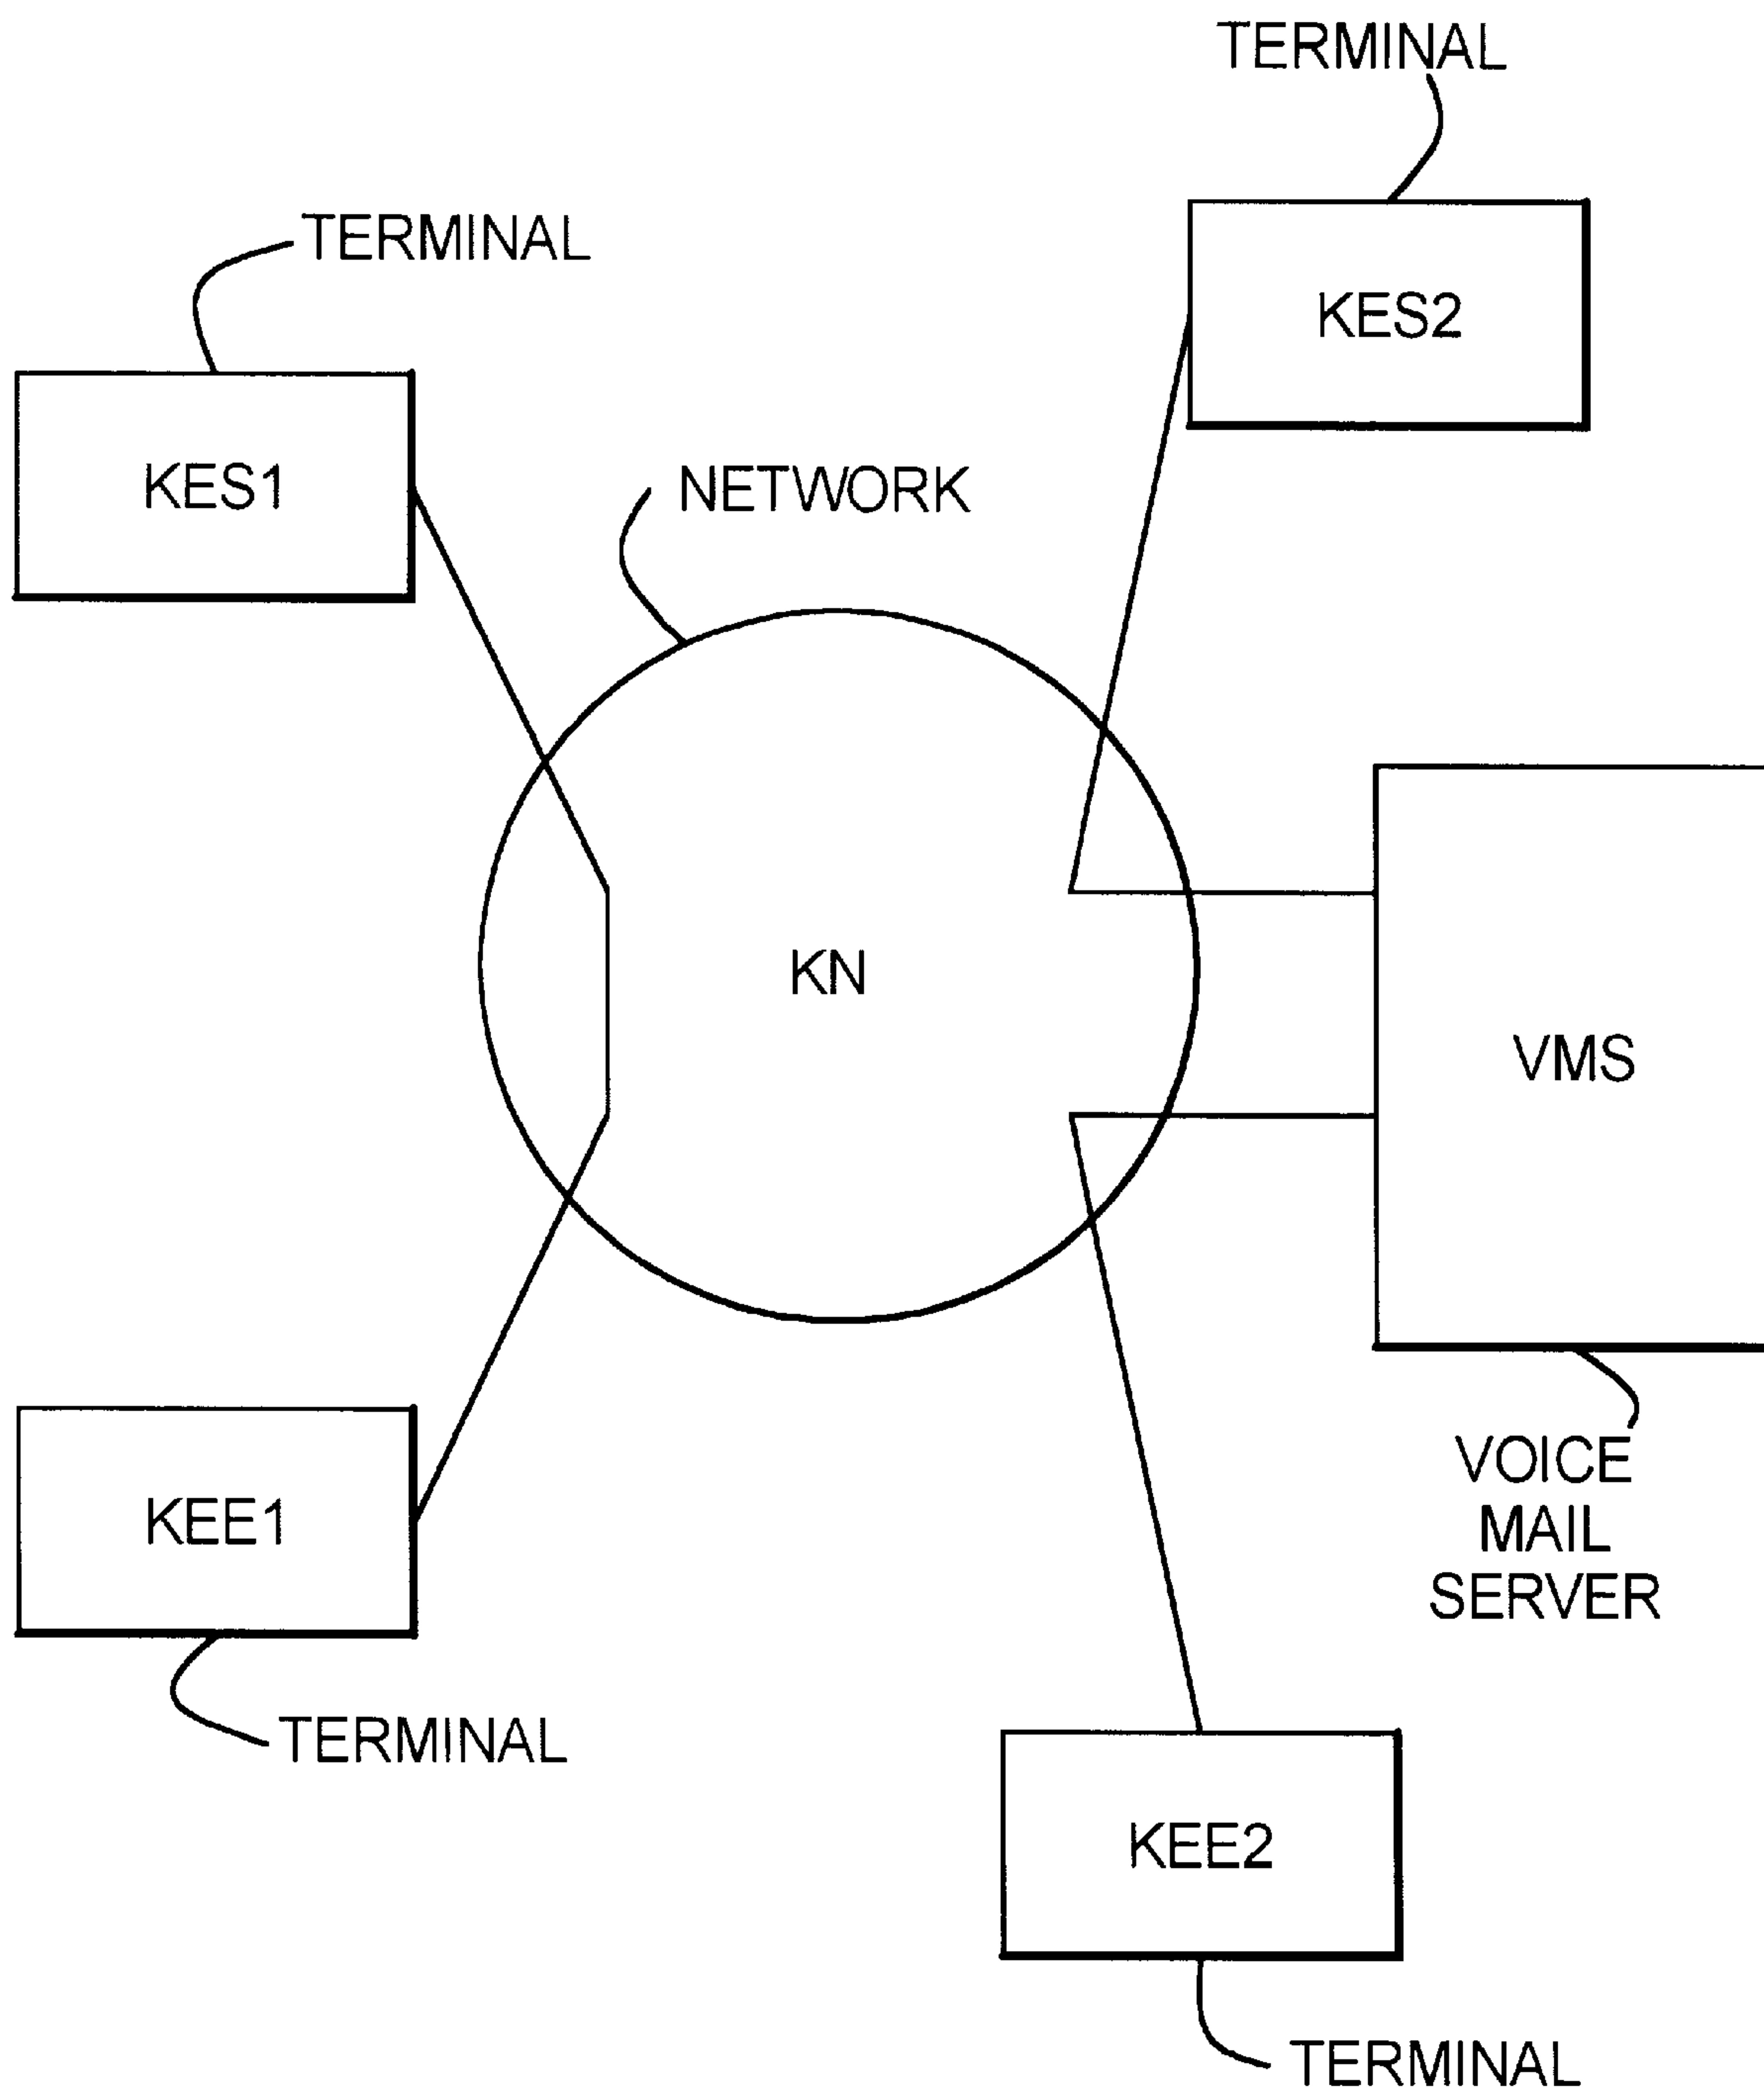 TERMINAL
TERMINAL
KES2
KES1
NETWORK
KN
VMS
VOICE
MAIL
SERVER
KEE1
TERMINAL
KEE2
TERMINAL